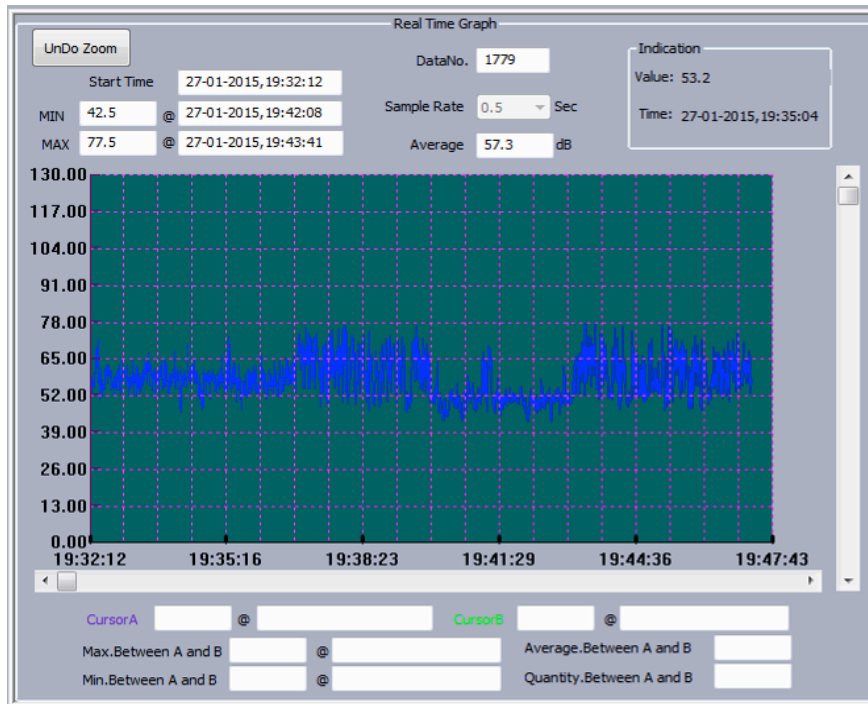 Real Time Graph
UnDo Zoom
DataNo. 1779
Indication
Value: 53.2
Start Time 27-01-2015,19:32:12
MIN 42.5 @ 27-01-2015,19:42:08
Sample Rate 0.5 Sec
Time: 27-01-2015,19:35:04
MAX 77.5 @ 27-01-2015,19:43:41
Average 57.3 dB
130.00
117.00
104.00
91.00
78.00
65.00
52.00
39.00
26.00
13.00
0.00
19:32:12 19:35:16 19:38:23 19:41:29 19:44:36 19:47:43
CursorA @ CursorB @
Max.Between A and B @ Average.Between A and B
Min.Between A and B @ Quantity.Between A and B